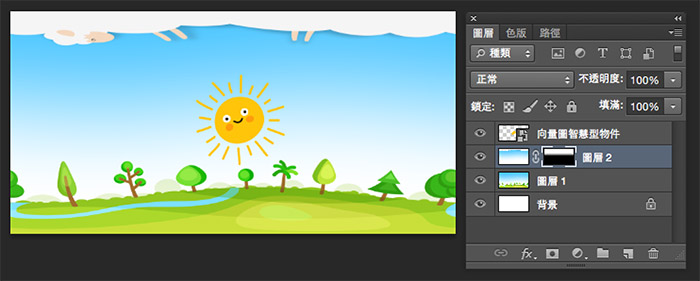 圖層 色版 路徑
種類
正常 不透明度: 100%
鎖定: 填滿: 100%
向量圖智慧型物件
圖層 2
圖層 1
背景
fx